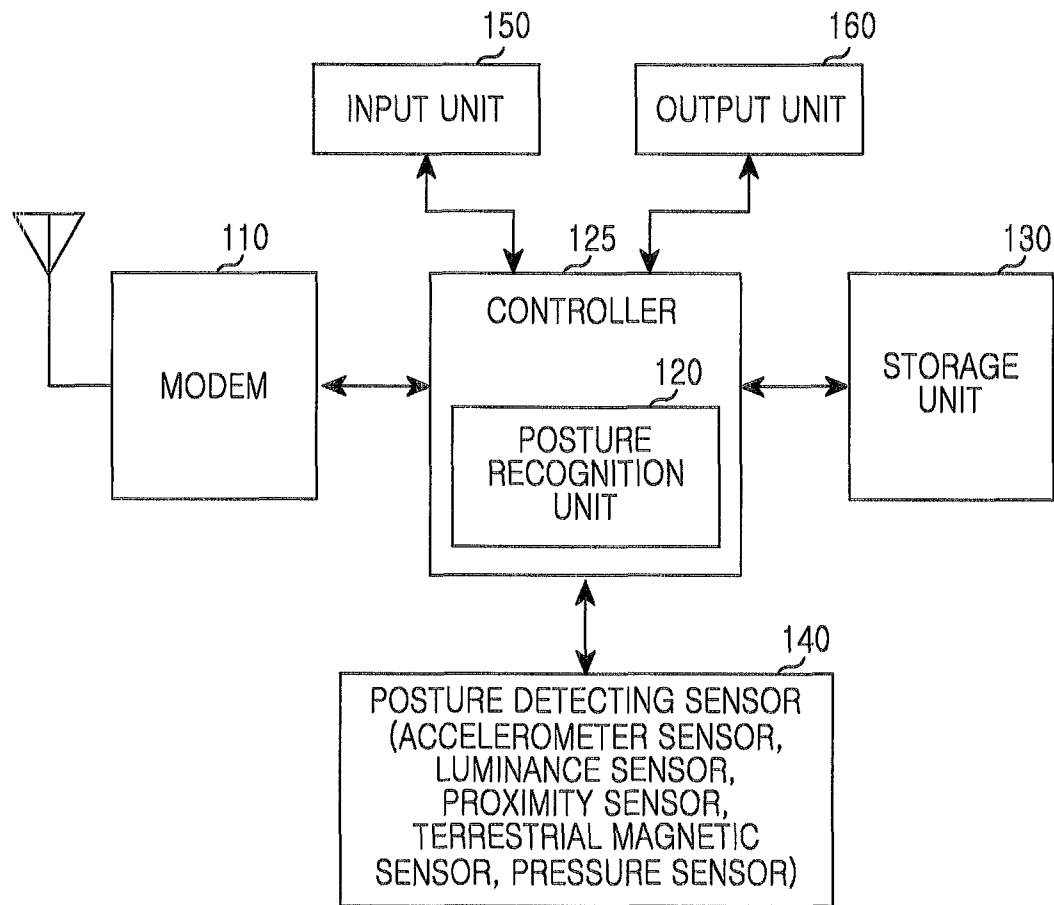 150
INPUT UNIT
160
OUTPUT UNIT
110
MODEM
125
CONTROLLER
120
POSTURE
RECOGNITION
UNIT
130
STORAGE
UNIT
140
POSTURE DETECTING SENSOR
(ACCELEROMETER SENSOR,
LUMINANCE SENSOR,
PROXIMITY SENSOR,
TERRESTRIAL MAGNETIC
SENSOR, PRESSURE SENSOR)